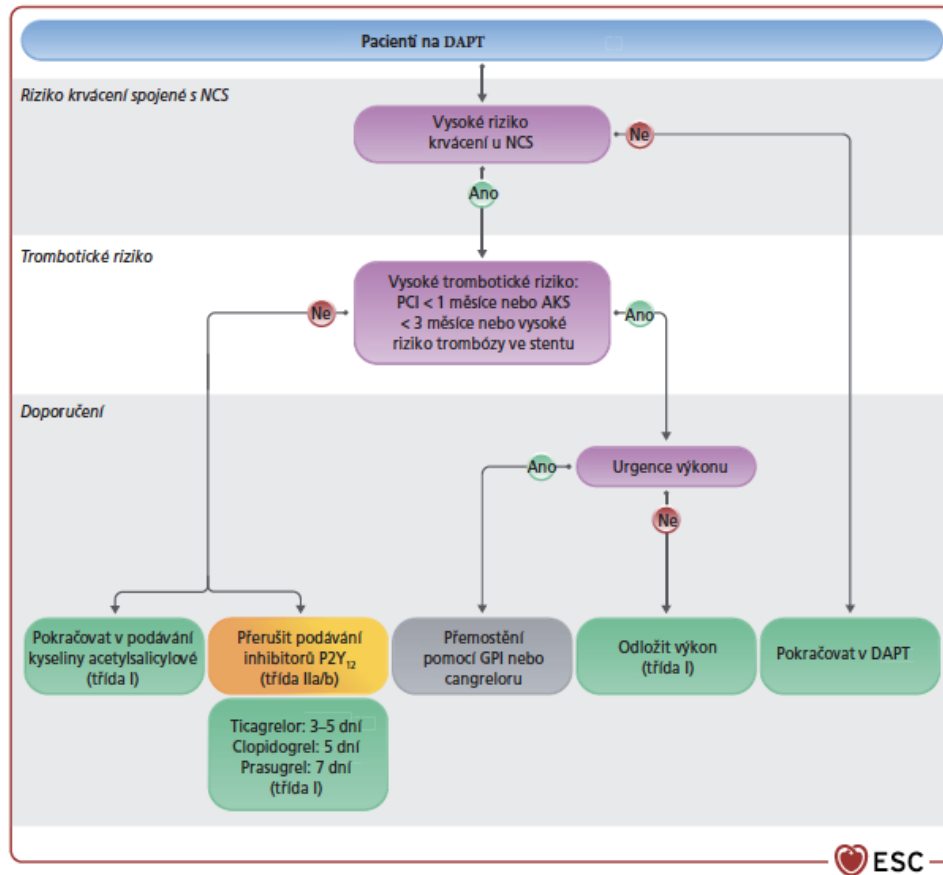 Pacienti na DAPT
Riziko krvácení spojené s NCS
Vysoké riziko
krvácení u NCS
Ne
Ano
Trombotické riziko
Vysoké trombotické riziko:
PCI < 1 měsíce nebo AKS
< 3 měsíce nebo vysoké
riziko trombózy ve stentu
Ne
Ano
Doporučení
Urgence výkonu
Ano
Ne
Pokračovat v podávání
kyseliny acetylsalicylové
(třída I)
Přerušit podávání
inhibitorů P2Y₁₂
(třída IIa/b)
Ticagrelor: 3–5 dní
Clopidogrel: 5 dní
Prasugrel: 7 dní
(třída I)
Přemostění
pomocí GPI nebo
cangreloru
Odložit výkon
(třída I)
Pokračovat v DAPT
ESC